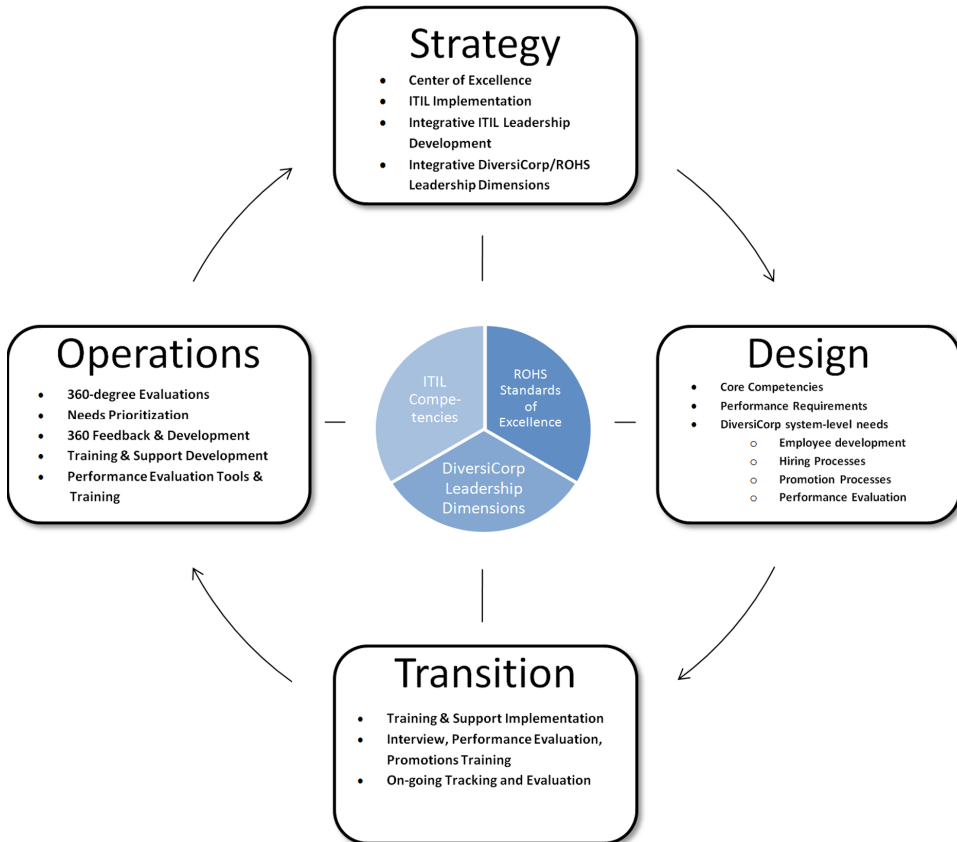 Strategy
• Center of Excellence
• ITIL Implementation
• Integrative ITIL Leadership
Development
• Integrative DiversiCorp/ROHS
Leadership Dimensions
Operations
• 360-degree Evaluations
• Needs Prioritization
• 360 Feedback & Development
• Training & Support Development
• Performance Evaluation Tools &
Training
ITIL
Compe-
tencies
ROHS
Standards
of
Excellence
DiversiCorp
Leadership
Dimensions
Design
• Core Competencies
• Performance Requirements
• DiversiCorp system-level needs
o Employee development
o Hiring Processes
o Promotion Processes
o Performance Evaluation
Transition
• Training & Support Implementation
• Interview, Performance Evaluation,
Promotions Training
• On-going Tracking and Evaluation